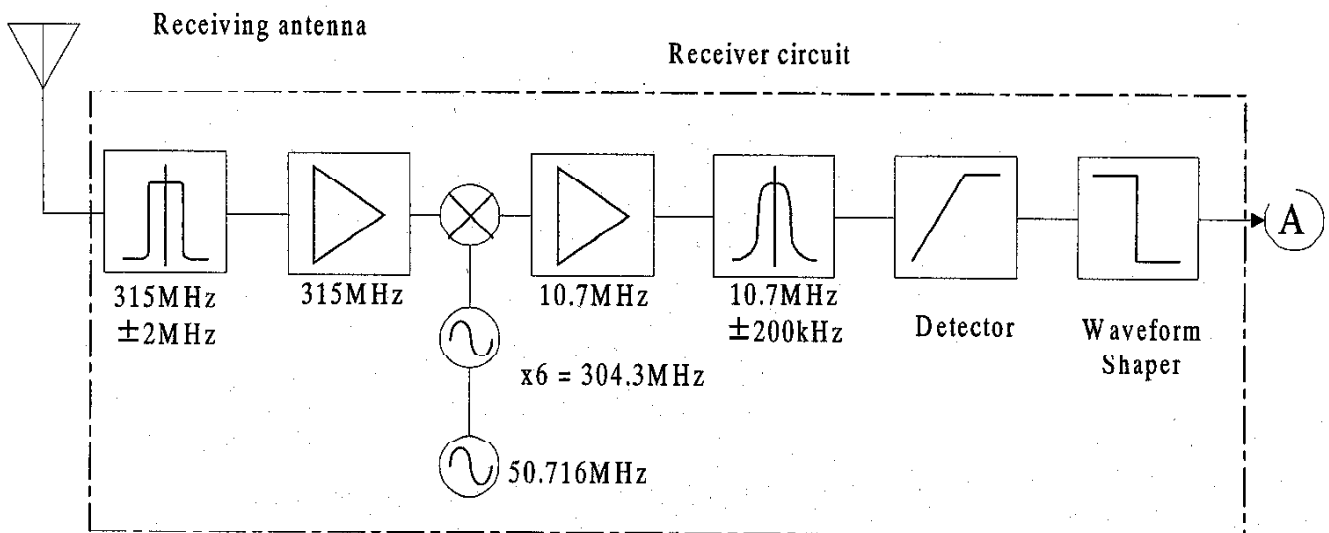 Receiving antenna
Receiver circuit
315MHz
±2MHz
315MHz
10.7MHz
10.7MHz
±200kHz
Detector
Waveform
Shaper
A
x6 = 304.3MHz
50.716MHz